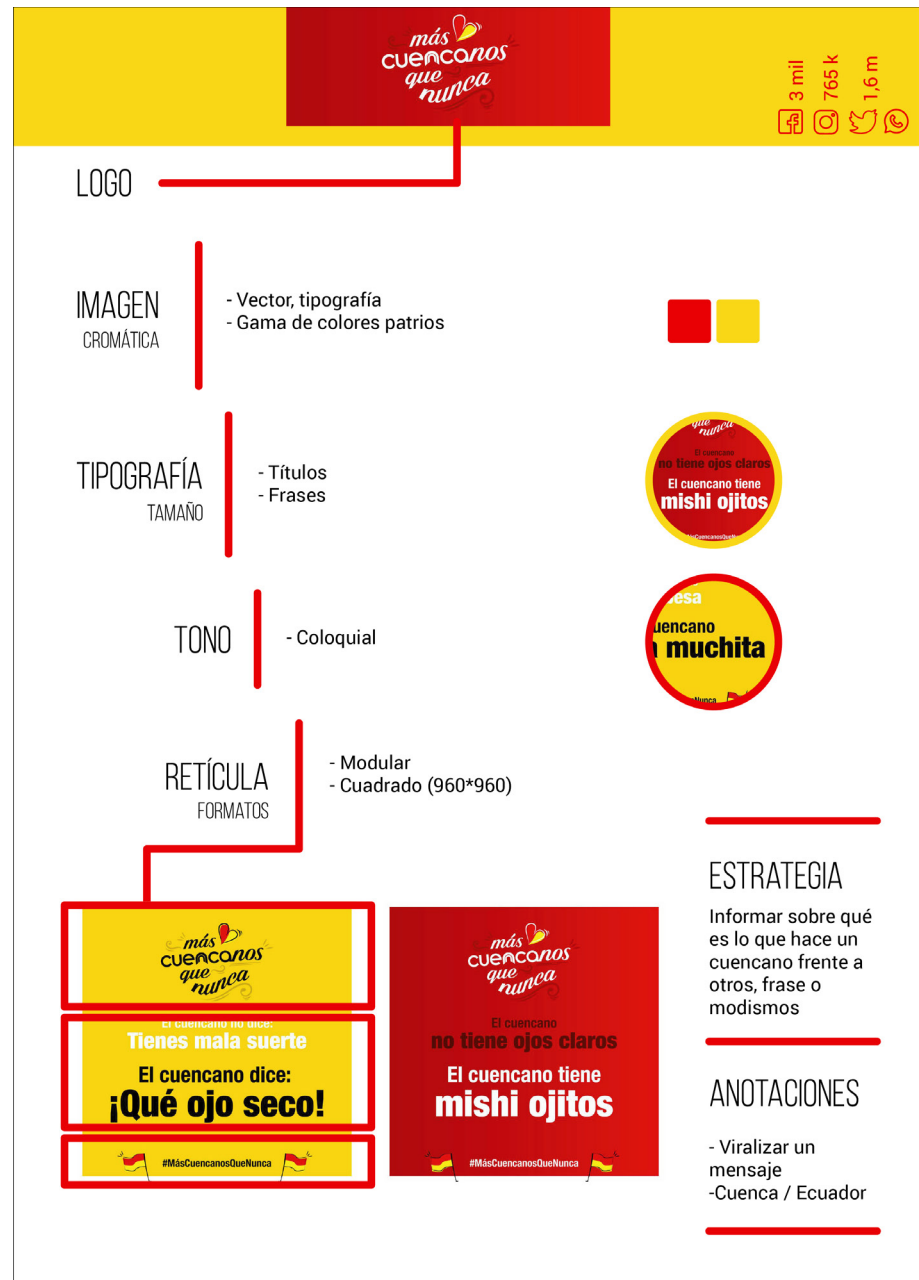 más
cuencanos
que
nunca
3 mil
765 k
1,6 m
LOGO
IMAGEN
CROMÁTICA
- Vector, tipografía
- Gama de colores patrios
TIPOGRAFÍA
TAMAÑO
- Títulos
- Frases
que
nunca
El cuencano
no tiene ojos claros
El cuencano tiene
mishi ojitos
#MásCuencanosQueN
TONO
- Coloquial
esa
uencano
muchita
Nunca
RETÍCULA
FORMATOS
- Modular
- Cuadrado (960*960)
más
cuencanos
que
nunca
El cuencano no dice:
Tienes mala suerte
El cuencano dice:
¡Qué ojo seco!
#MásCuencanosQueNunca
más
cuencanos
que
nunca
El cuencano
no tiene ojos claros
El cuencano tiene
mishi ojitos
#MásCuencanosQueNunca
ESTRATEGIA
Informar sobre qué
es lo que hace un
cuencano frente a
otros, frase o
modismos
ANOTACIONES
- Viralizar un
mensaje
-Cuenca / Ecuador